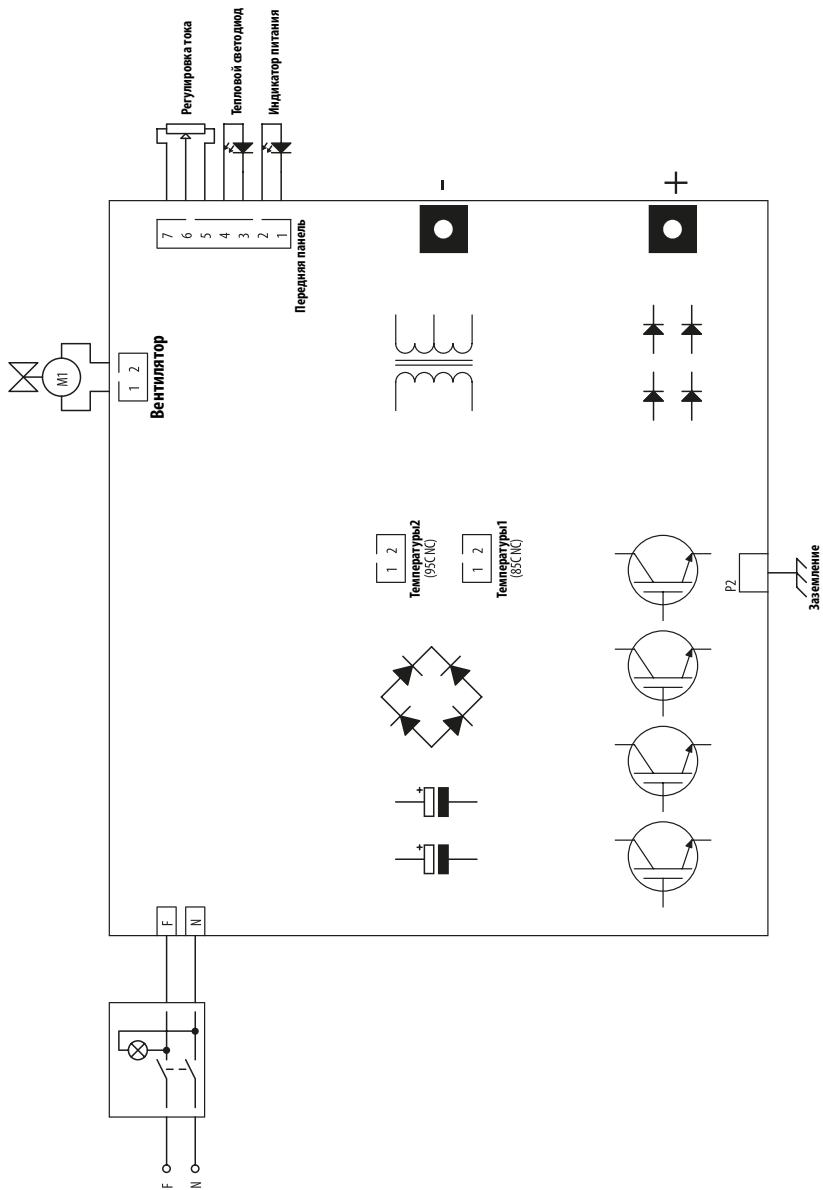 F
N
F
N
M1
1 2
Вентилятор
7
6
5
4
3
2
1
Передняя панель
Регулировка тока
Тепловой светодиод
Индикатор питания
1 2
Температуры2
(95C NC)
1 2
Температуры1
(85C NC)
+
+
-
+
P2
Заземление